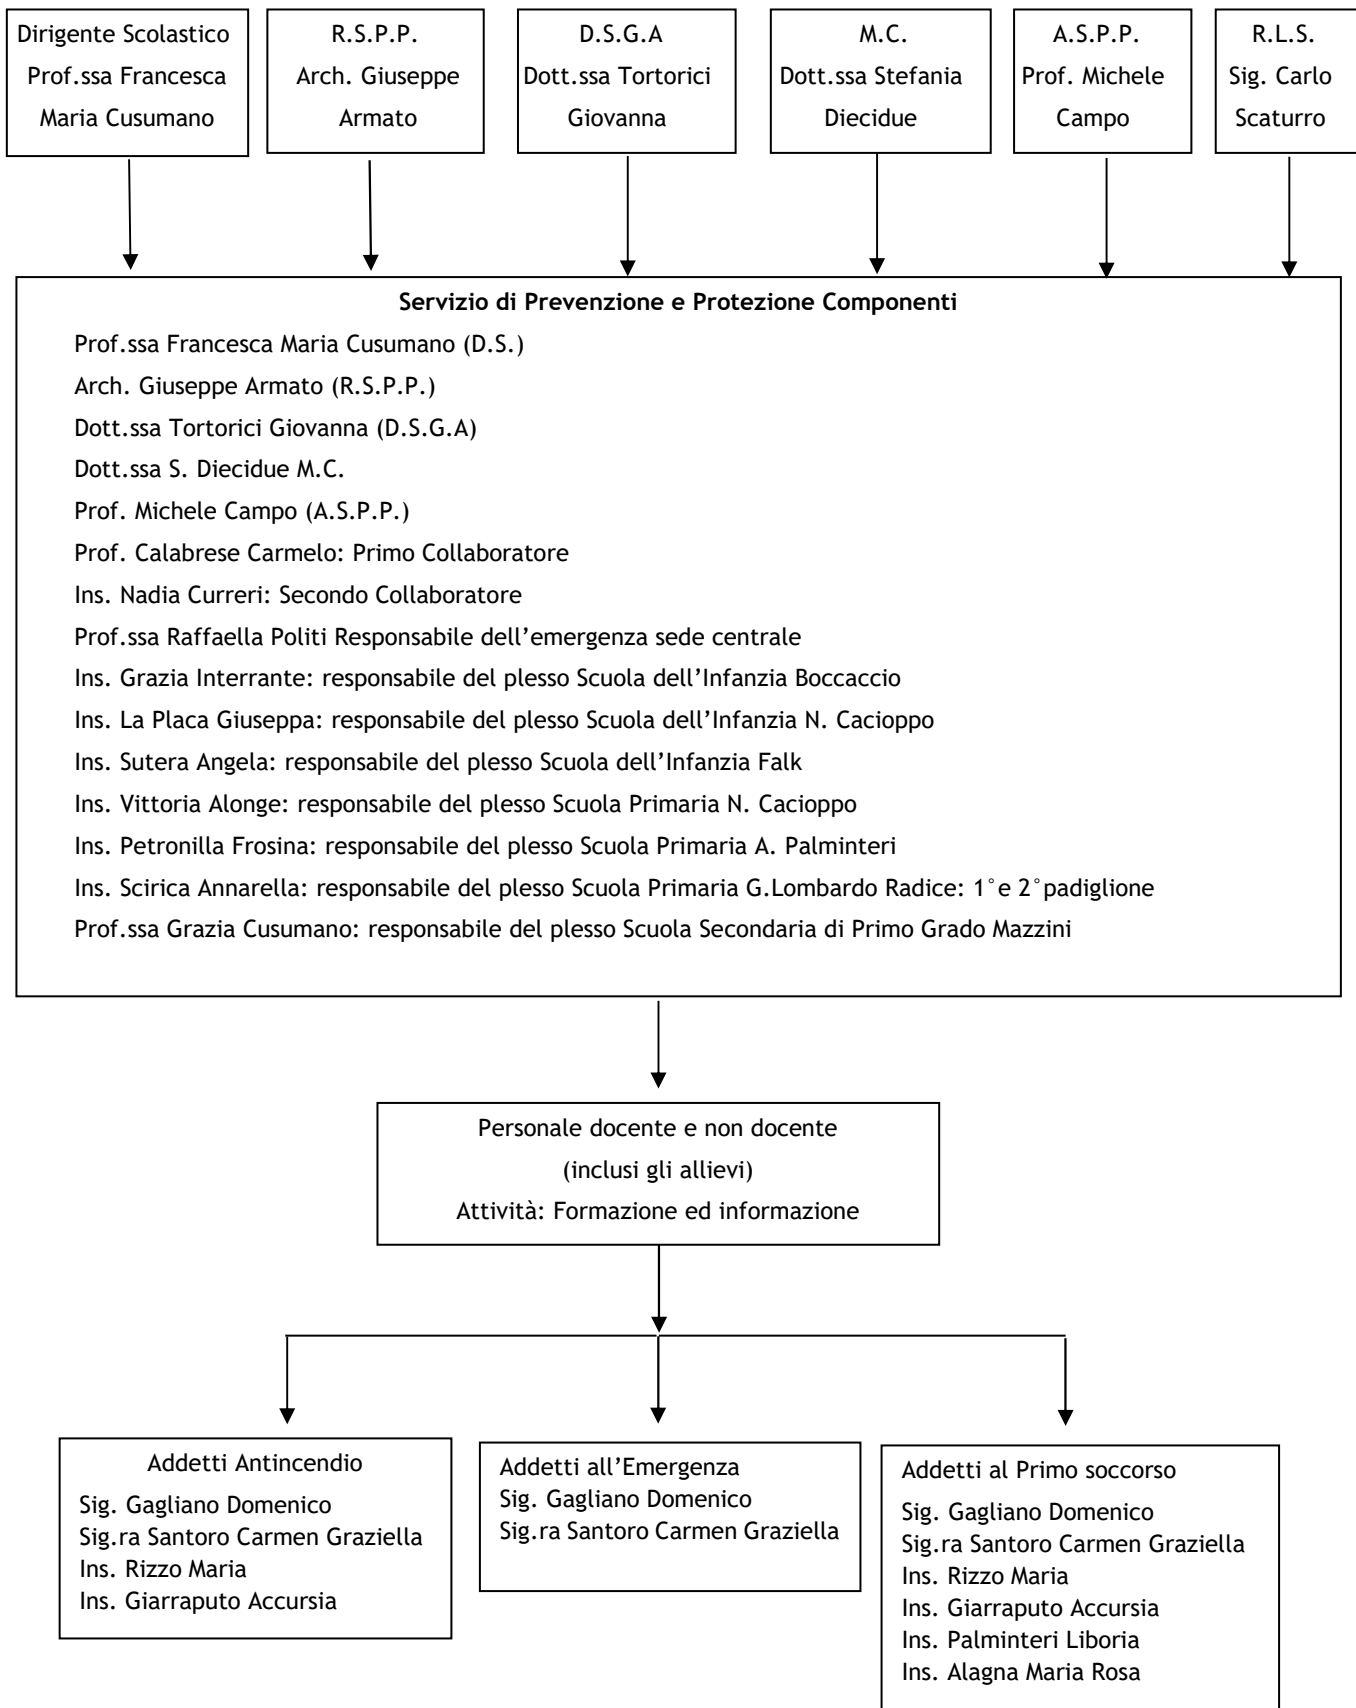 Dirigente Scolastico
Prof.ssa Francesca
Maria Cusumano
R.S.P.P.
Arch. Giuseppe
Armato
D.S.G.A
Dott.ssa Tortorici
Giovanna
M.C.
Dott.ssa Stefania
Diecidue
A.S.P.P.
Prof. Michele
Campo
R.L.S.
Sig. Carlo
Scaturro
Servizio di Prevenzione e Protezione Componenti
Prof.ssa Francesca Maria Cusumano (D.S.)
Arch. Giuseppe Armato (R.S.P.P.)
Dott.ssa Tortorici Giovanna (D.S.G.A)
Dott.ssa S. Diecidue M.C.
Prof. Michele Campo (A.S.P.P.)
Prof. Calabrese Carmelo: Primo Collaboratore
Ins. Nadia Curreri: Secondo Collaboratore
Prof.ssa Raffaella Politi Responsabile dell’emergenza sede centrale
Ins. Grazia Interrante: responsabile del plesso Scuola dell’Infanzia Boccaccio
Ins. La Placa Giuseppa: responsabile del plesso Scuola dell’Infanzia N. Cacioppo
Ins. Sutera Angela: responsabile del plesso Scuola dell’Infanzia Falk
Ins. Vittoria Alonge: responsabile del plesso Scuola Primaria N. Cacioppo
Ins. Petronilla Frosina: responsabile del plesso Scuola Primaria A. Palminteri
Ins. Scirica Annarella: responsabile del plesso Scuola Primaria G.Lombardo Radice: 1°e 2°padiglione
Prof.ssa Grazia Cusumano: responsabile del plesso Scuola Secondaria di Primo Grado Mazzini
Personale docente e non docente
(inclusi gli allievi)
Attività: Formazione ed informazione
Addetti Antincendio
Sig. Gagliano Domenico
Sig.ra Santoro Carmen Graziella
Ins. Rizzo Maria
Ins. Giarraputo Accursia
Addetti all’Emergenza
Sig. Gagliano Domenico
Sig.ra Santoro Carmen Graziella
Addetti al Primo soccorso
Sig. Gagliano Domenico
Sig.ra Santoro Carmen Graziella
Ins. Rizzo Maria
Ins. Giarraputo Accursia
Ins. Palminteri Liboria
Ins. Alagna Maria Rosa